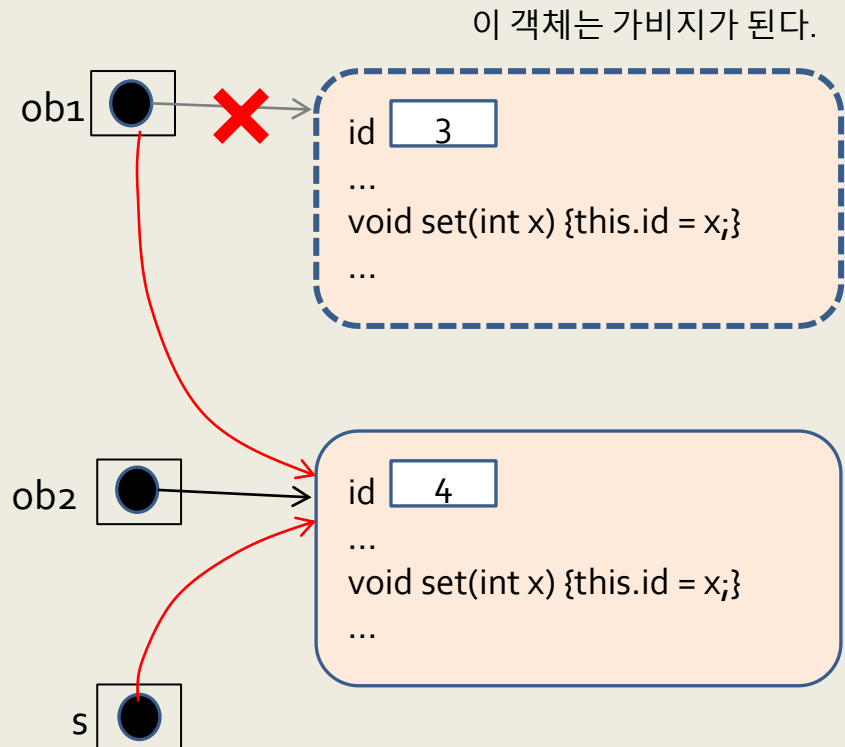 이 객체는 가비지가 된다.
ob1
id 3
...
void set(int x) {this.id = x;}
...
ob2
id 4
...
void set(int x) {this.id = x;}
...
s